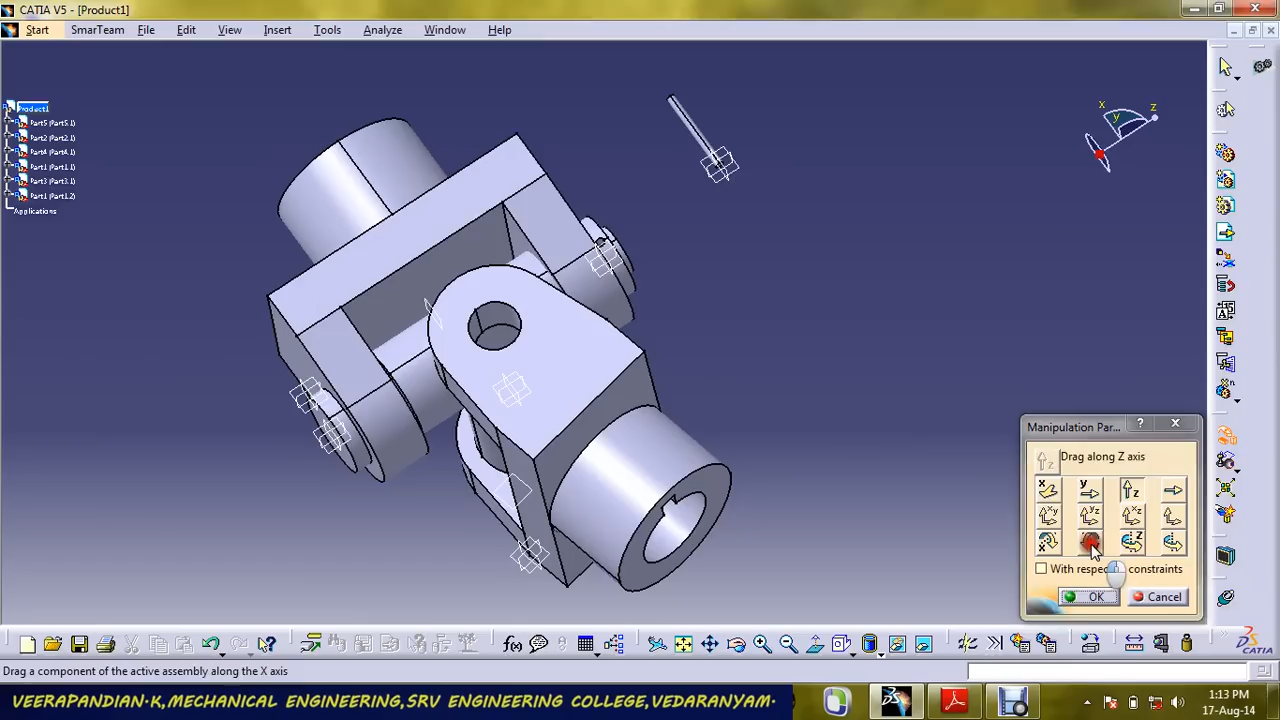 CATIA V5 - [Product1]
Start SmarTeam File Edit View Insert Tools Analyze Window Help
Product1
Part5 (Part5.1)
Part2 (Part2.1)
Part4 (Part4.1)
Part1 (Part1.1)
Part3 (Part3.1)
Part1 (Part1.2)
Applications
x y z
Manipulation Par...
Drag along Z axis
With respec constraints
OK Cancel
CATIA
Drag a component of the active assembly along the X axis
VEERAPANDIAN·K,MECHANICAL ENGINEERING,SRV ENGINEERING COLLEGE,VEDARANYAM·
1:13 PM
17-Aug-14